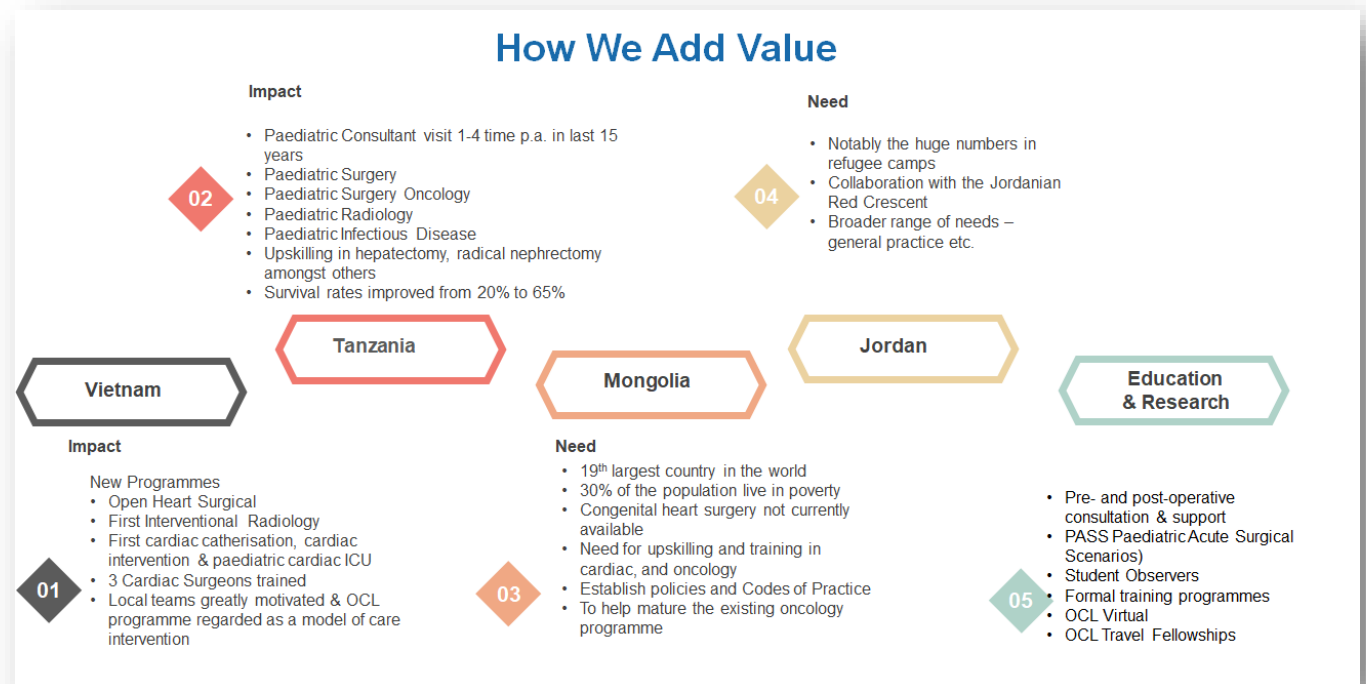 How We Add Value
Impact
• Paediatric Consultant visit 1-4 time p.a. in last 15
years
• Paediatric Surgery
• Paediatric Surgery Oncology
• Paediatric Radiology
• Paediatric Infectious Disease
• Upskilling in hepatectomy, radical nephrectomy
amongst others
• Survival rates improved from 20% to 65%
02
Need
• Notably the huge numbers in
refugee camps
• Collaboration with the Jordanian
Red Crescent
• Broader range of needs –
general practice etc.
04
Vietnam
Tanzania
Mongolia
Jordan
Education
& Research
Impact
New Programmes
• Open Heart Surgical
• First Interventional Radiology
• First cardiac catherisation, cardiac
intervention & paediatric cardiac ICU
• 3 Cardiac Surgeons trained
• Local teams greatly motivated & OCL
programme regarded as a model of care
intervention
01
Need
• 19th largest country in the world
• 30% of the population live in poverty
• Congenital heart surgery not currently
available
• Need for upskilling and training in
cardiac, and oncology
• Establish policies and Codes of Practice
• To help mature the existing oncology
programme
03
• Pre- and post-operative
consultation & support
• PASS Paediatric Acute Surgical
Scenarios)
• Student Observers
• Formal training programmes
• OCL Virtual
• OCL Travel Fellowships
05